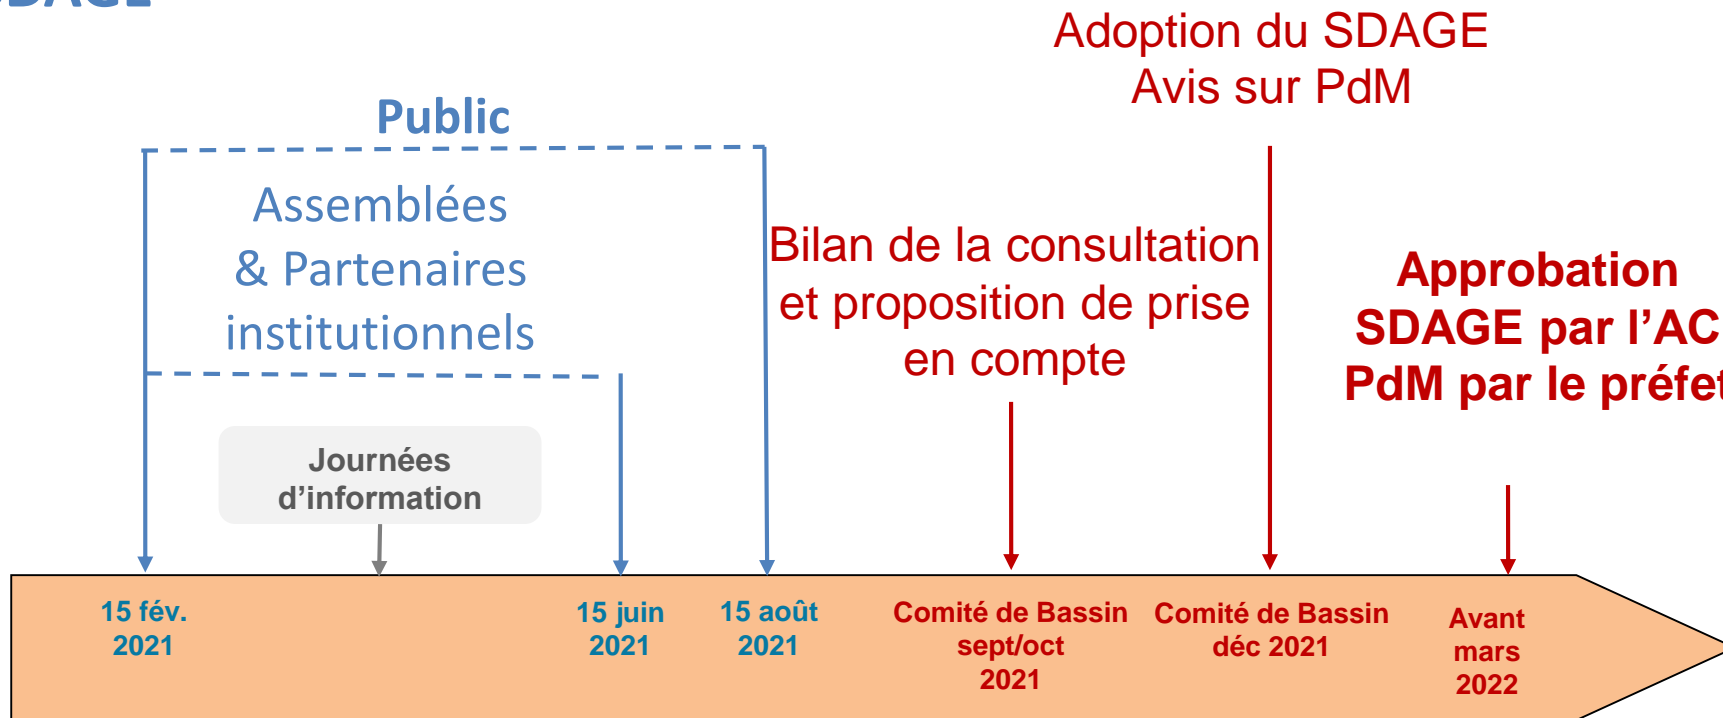 SDAGE
Adoption du SDAGE
Avis sur PdM
Public
Assemblées
& Partenaires
institutionnels
Bilan de la consultation
et proposition de prise
en compte
Approbation
SDAGE par l’AC
PdM par le préfet
Journées
d’information
15 fév.
2021
15 juin
2021
15 août
2021
Comité de Bassin
sept/oct
2021
Comité de Bassin
déc 2021
Avant
mars
2022